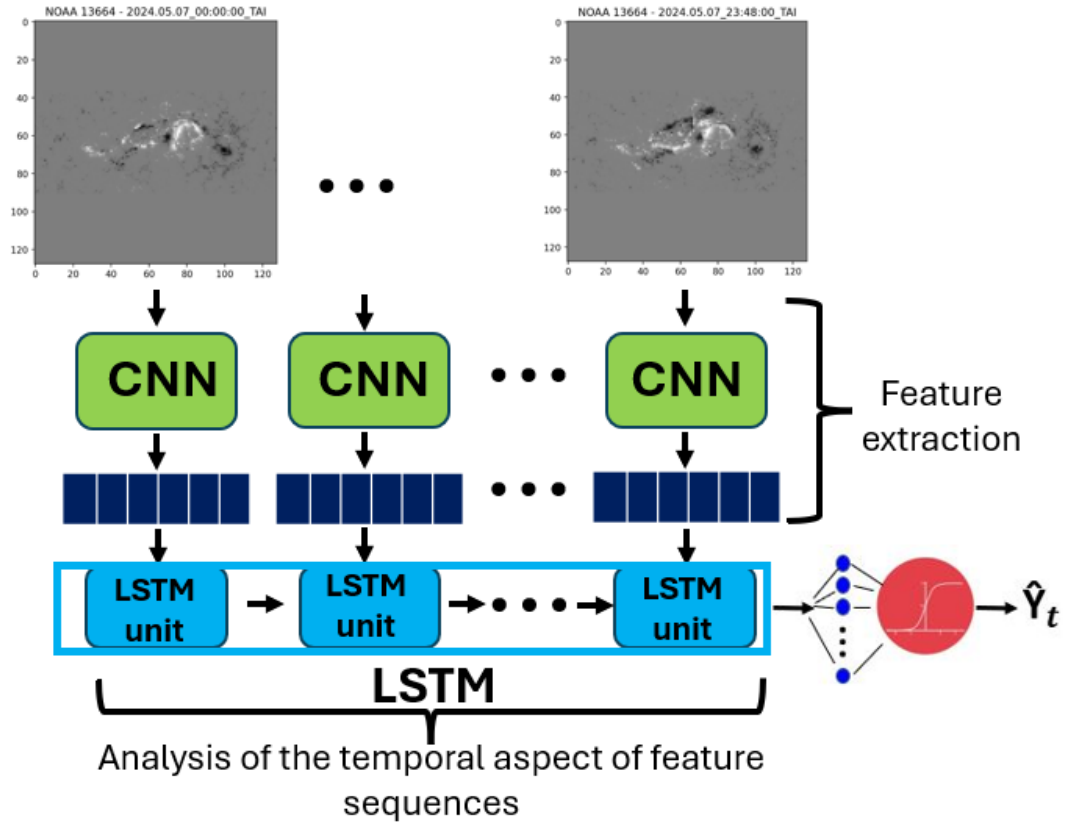 NOAA 13664 - 2024.05.07_00:00:00_TAI
0
20
40
60
80
100
120
0 20 40 60 80 100 120
NOAA 13664 - 2024.05.07_23:48:00_TAI
0
20
40
60
80
100
120
0 20 40 60 80 100 120
CNN
CNN
CNN
Feature
extraction
LSTM
unit
LSTM
unit
LSTM
unit
Ŷₜ
LSTM
Analysis of the temporal aspect of feature
sequences